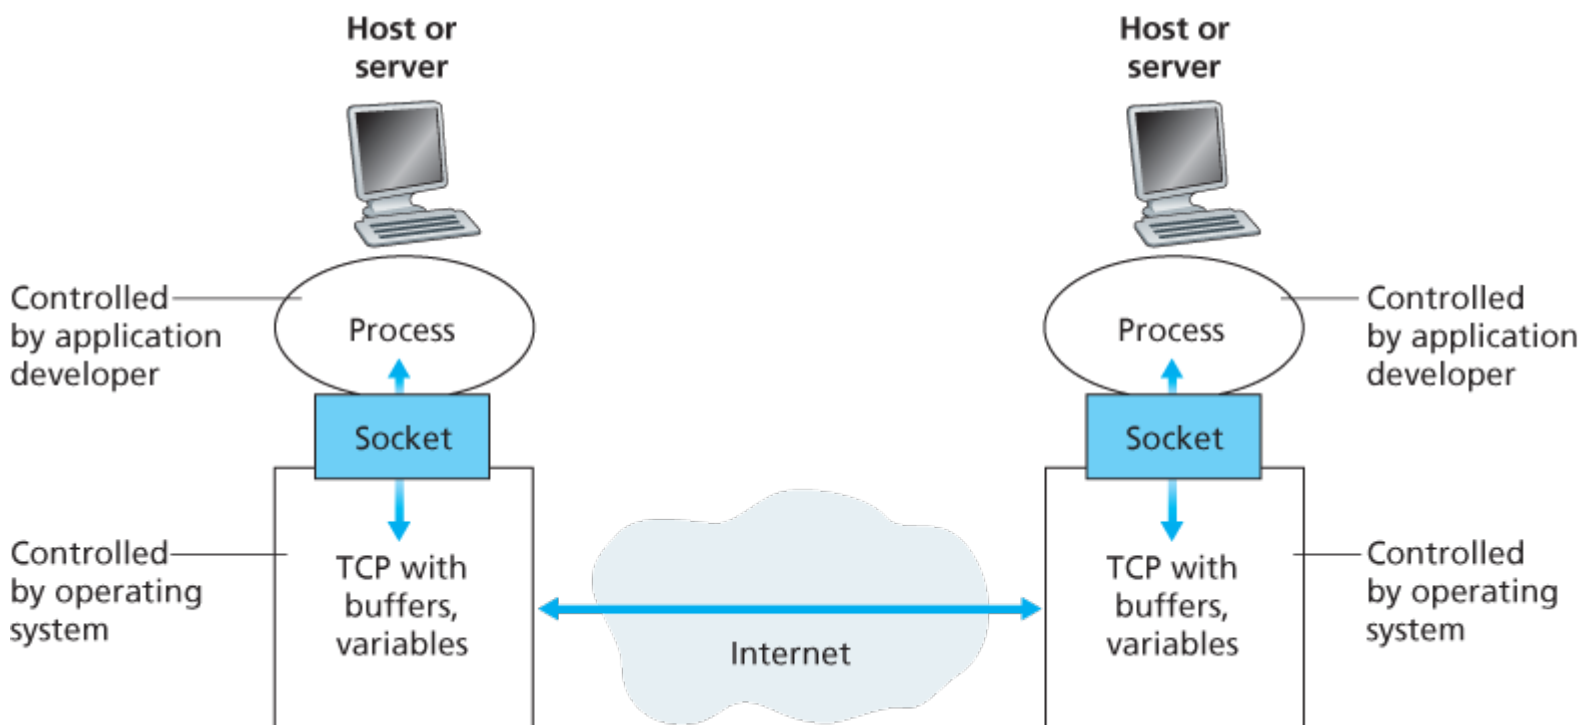 Host or
server
Host or
server
Controlled
by application
developer
Process
Process
Controlled
by application
developer
Socket
Socket
Controlled
by operating
system
TCP with
buffers,
variables
Internet
TCP with
buffers,
variables
Controlled
by operating
system